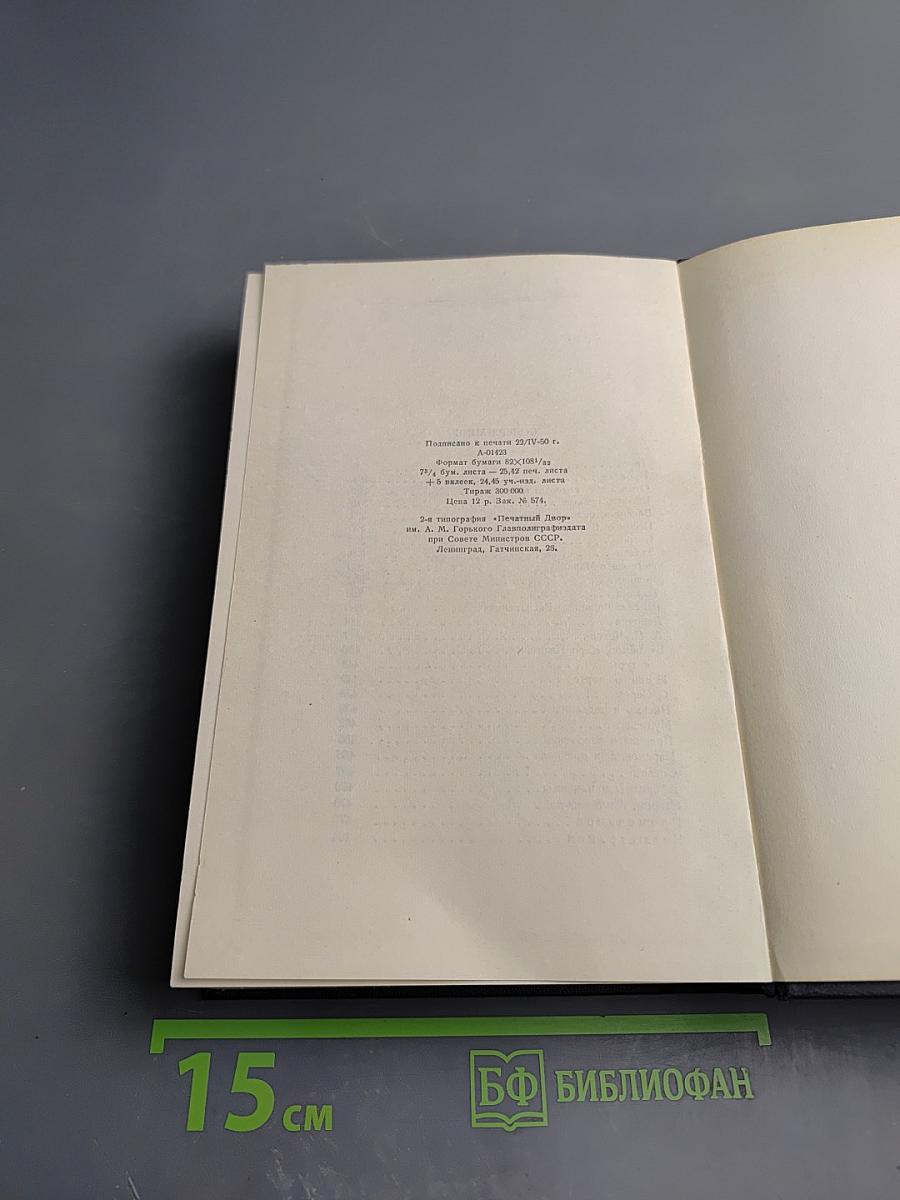 Подписано к печати 22/IV-50 г.
А-01423
Формат бумаги 82×108¹/₃₂
7³/₄ бум. листа — 25,42 печ. листа
+ 5 вклеек, 24,45 уч.-изд. листа
Тираж 300 000
Цена 12 р. Зак. № 574.
2-я типография «Печатный Двор»
им. А. М. Горького Главполиграфиздата
при Совете Министров СССР.
Ленинград, Гатчинская, 26.
15 см
БФ БИБЛИОФАН